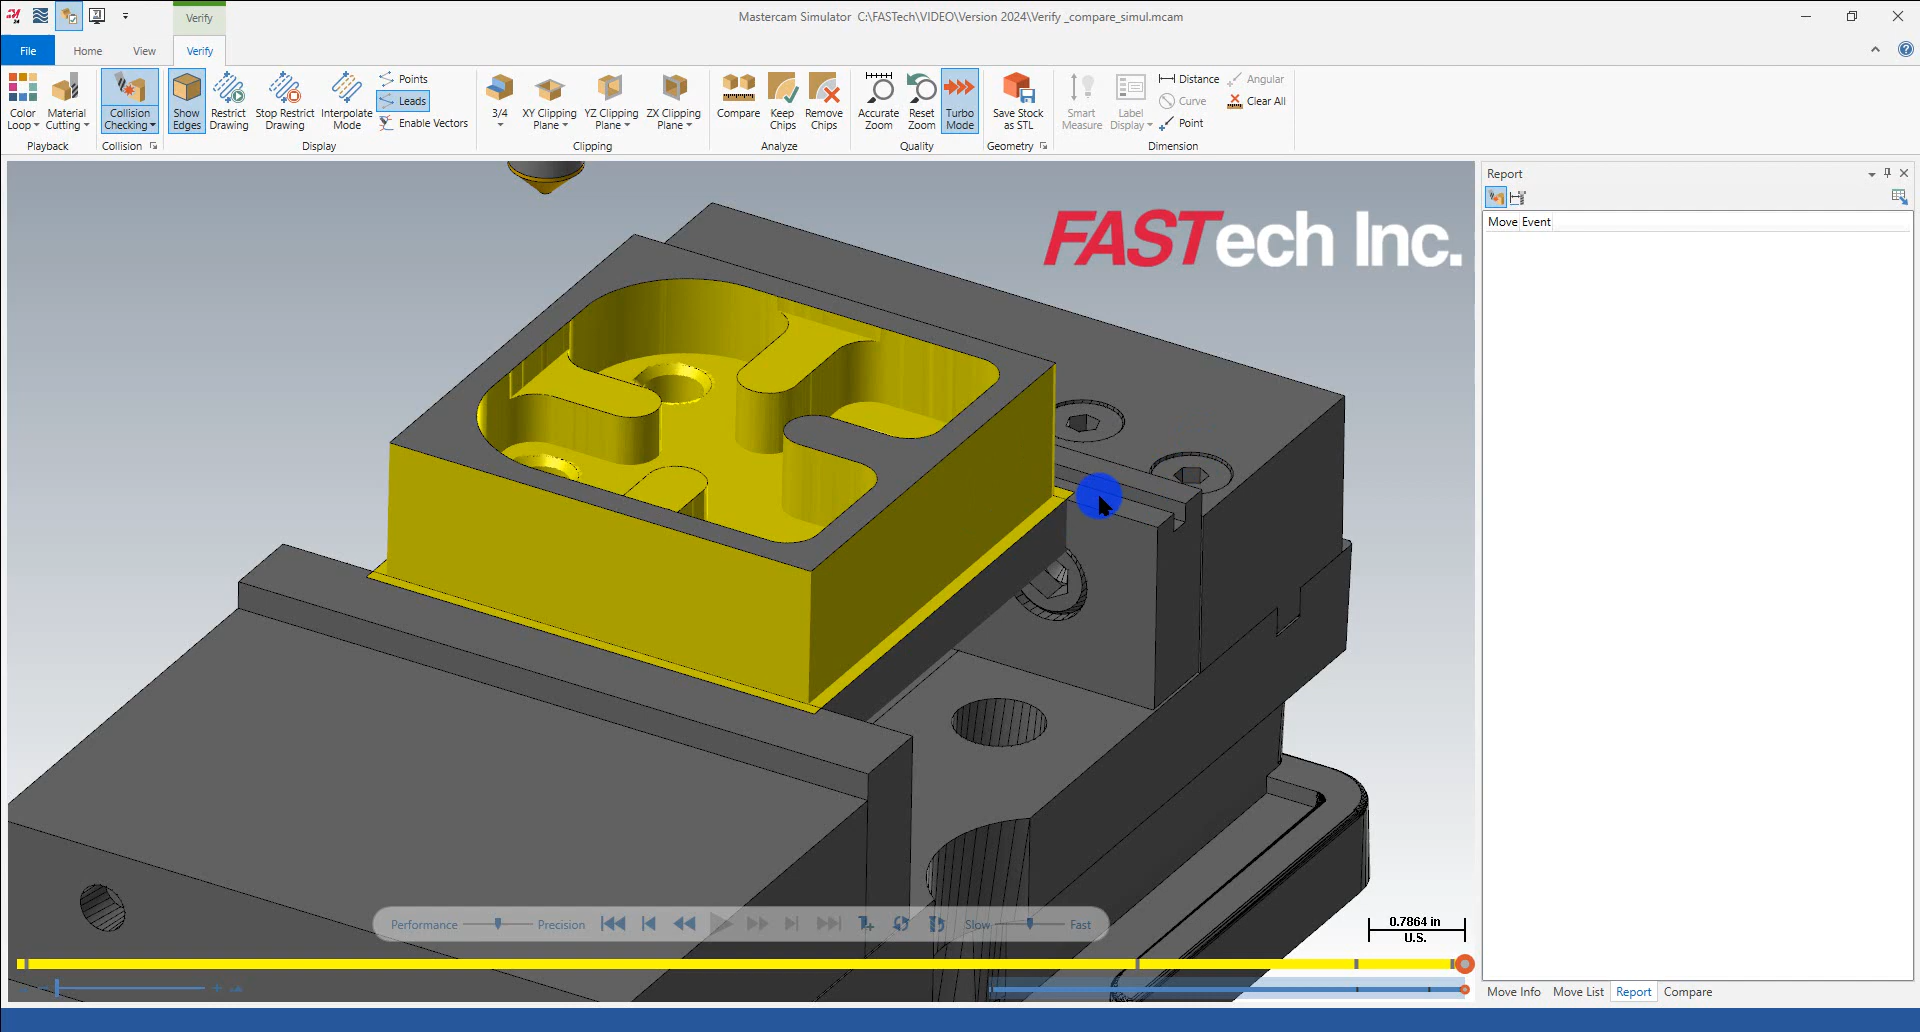 Verify
Mastercam Simulator C:\FASTech\VIDEO\Version 2024\Verify _compare_simul.mcam
File Home View Verify
Color Loop
Material Cutting
Playback
Collision Checking
Collision
Show Edges
Restrict Drawing
Stop Restrict Drawing
Interpolate Mode
Points
Leads
Enable Vectors
Display
3/4
XY Clipping Plane
YZ Clipping Plane
ZX Clipping Plane
Clipping
Compare
Keep Chips
Remove Chips
Analyze
Accurate Zoom
Reset Zoom
Turbo Mode
Quality
Save Stock as STL
Geometry
Smart Measure
Label Display
Distance
Curve
Point
Angular
Clear All
Dimension
FASTech Inc.
Report
Move Event
Performance Precision Slow Fast
0.7864 in
U.S.
Move Info Move List Report Compare